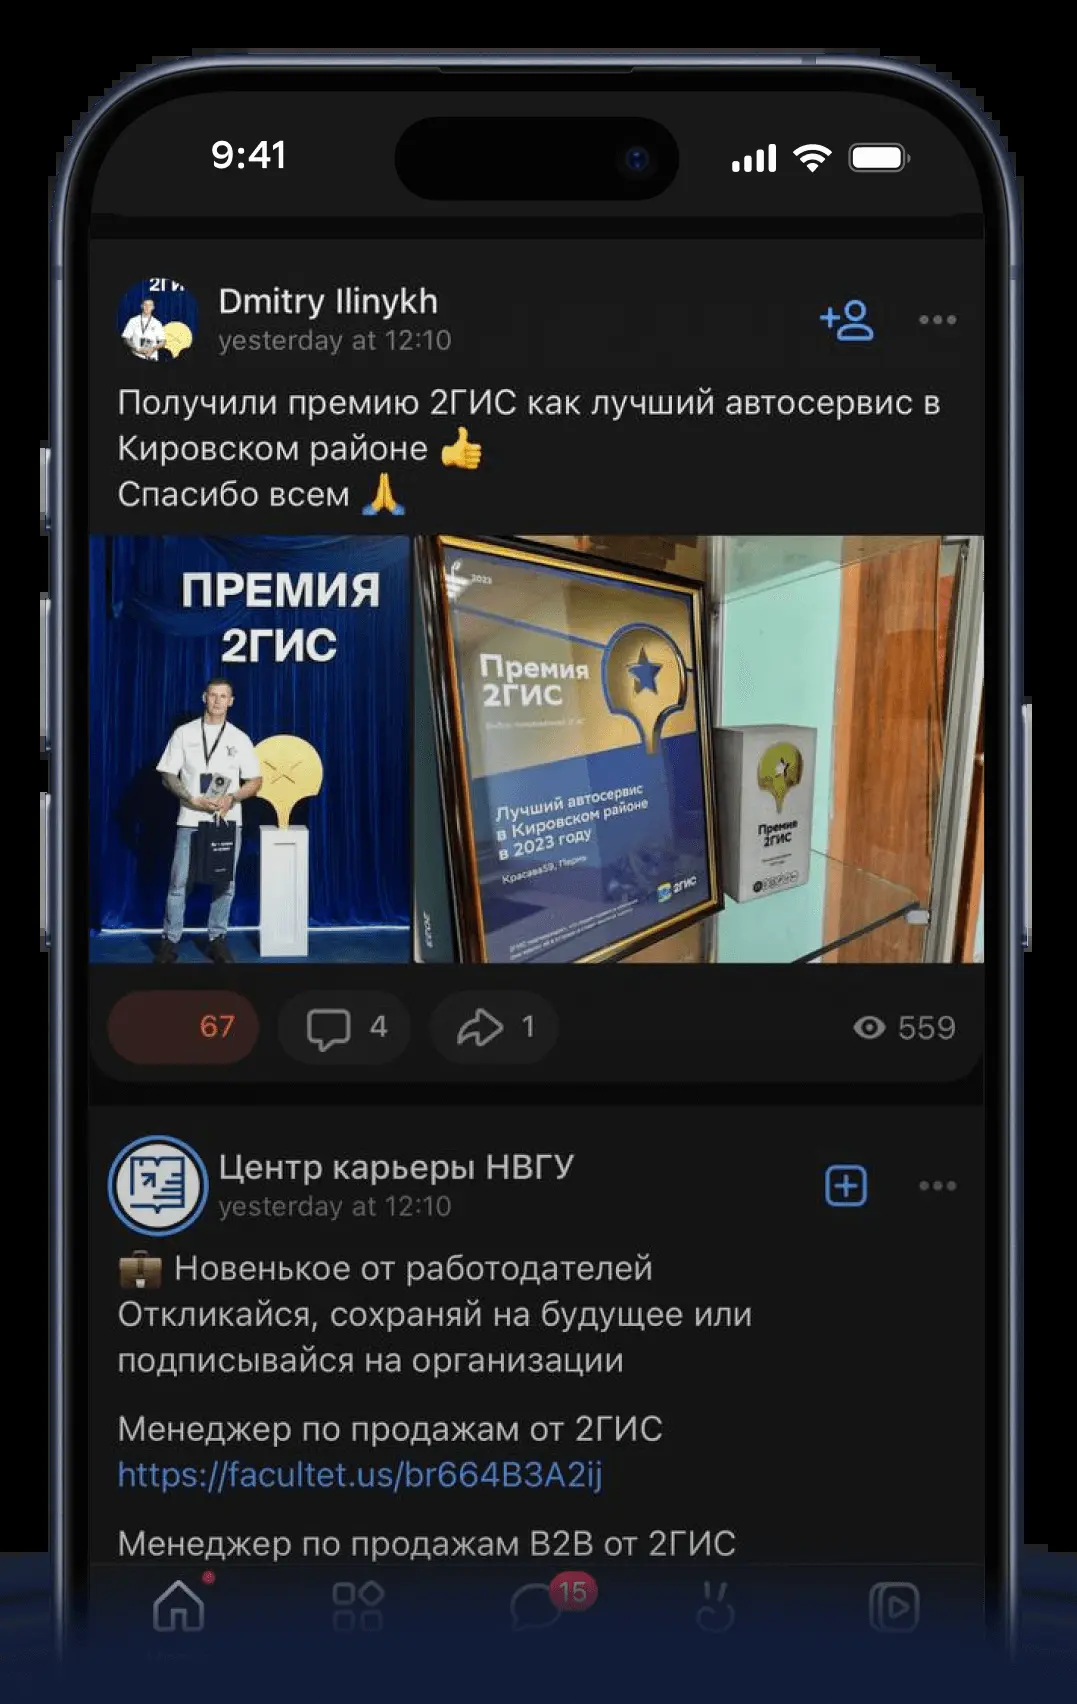 9:41
2ГИ
Dmitry Ilinykh
yesterday at 12:10
Получили премию 2ГИС как лучший автосервис в
Кировском районе
Спасибо всем
ПРЕМИЯ
2ГИС
2023
Премия
2ГИС
Лучший автосервис
в Кировском районе
в 2023 году
Красава59, Пермь
2ГИС
2023
Премия
2ГИС
67
4
1
559
Центр карьеры НВГУ
yesterday at 12:10
Новенькое от работодателей
Откликайся, сохраняй на будущее или
подписывайся на организации
Менеджер по продажам от 2ГИС
https://facultet.us/br664B3A2ij
Менеджер по продажам B2B от 2ГИС
15